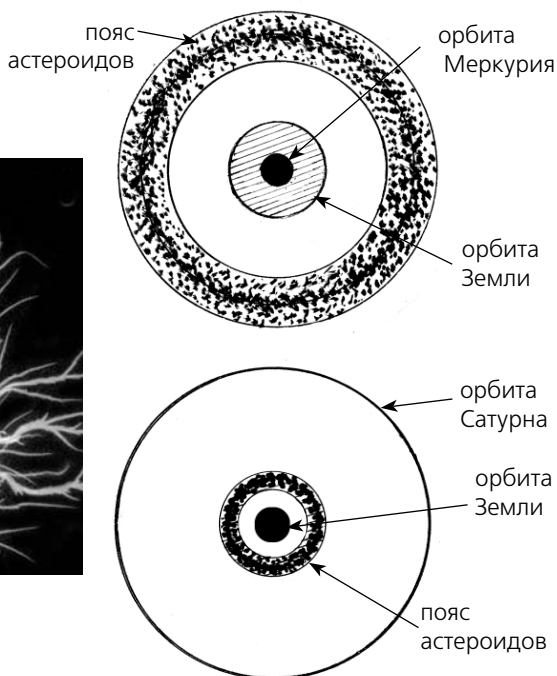 пояс
астероидов
орбита
Меркурия
орбита
Земли
орбита
Сатурна
орбита
Земли
пояс
астероидов